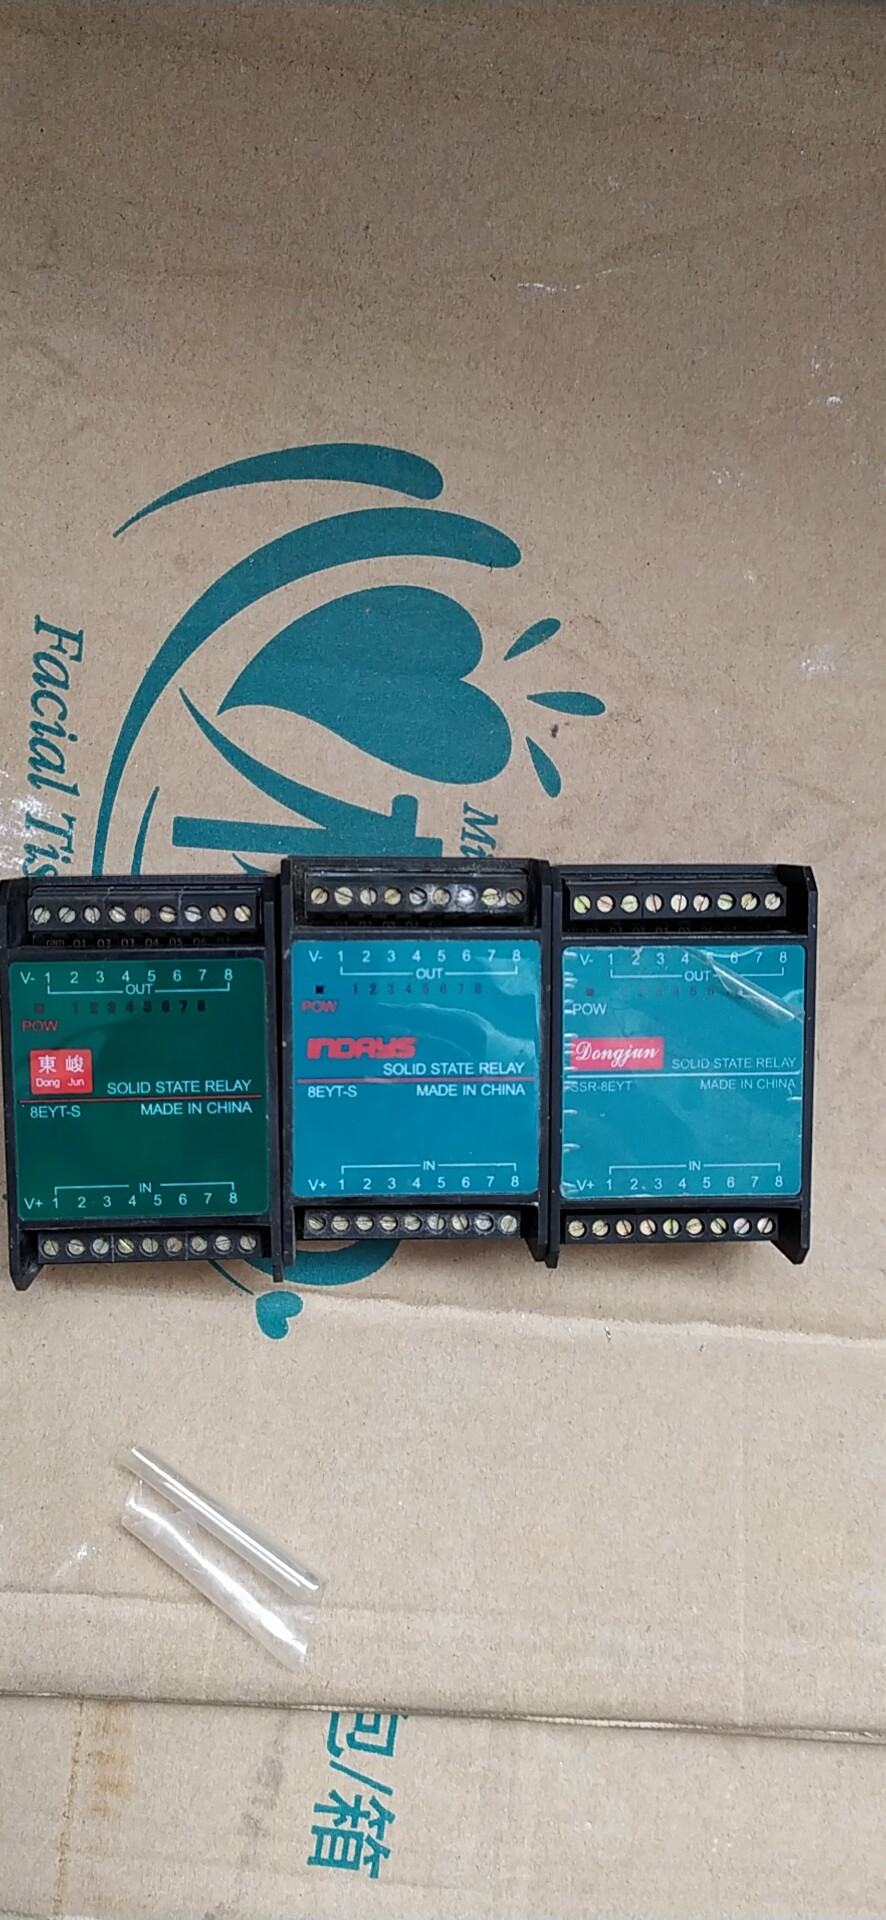 Facial Tis
Mi
V- 1 2 3 4 5 6 7 8
OUT
1 2 3 4 5 6 7 8
POW
東 峻
Dong Jun
SOLID STATE RELAY
8EYT-S
MADE IN CHINA
IN
V+ 1 2 3 4 5 6 7 8
V- 1 2 3 4 5 6 7 8
OUT
1 2 3 4 5 6 7 8
POW
INDRYS
SOLID STATE RELAY
8EYT-S
MADE IN CHINA
IN
V+ 1 2 3 4 5 6 7 8
V- 1 2 3 4 5 6 7 8
OUT
POW
Dongjun
SOLID STATE RELAY
SSR-8EYT
MADE IN CHINA
IN
V+ 1 2 3 4 5 6 7 8
包/箱